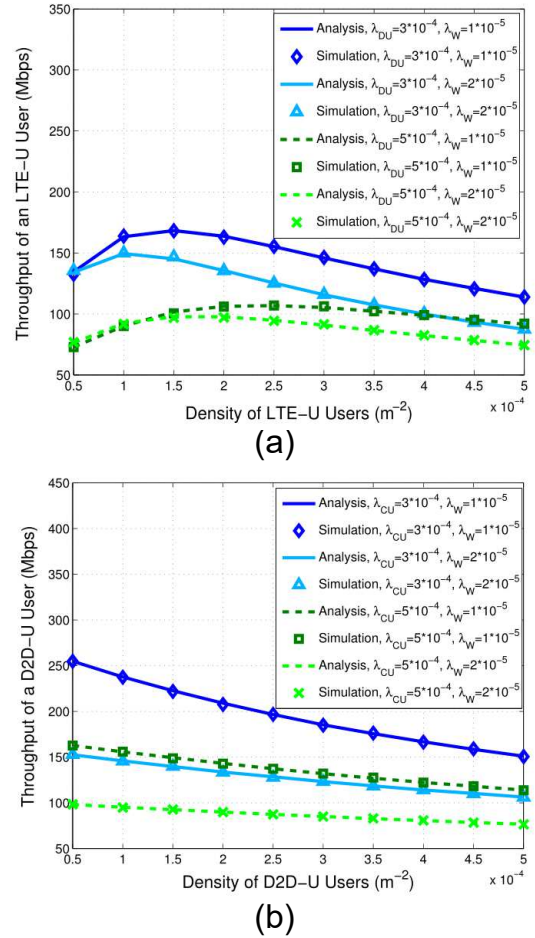 350
300
250
200
150
100
50
Throughput of an LTE−U User (Mbps)
Analysis, λDU=3*10-4, λW=1*10-5
Simulation, λDU=3*10-4, λW=1*10-5
Analysis, λDU=3*10-4, λW=2*10-5
Simulation, λDU=3*10-4, λW=2*10-5
Analysis, λDU=5*10-4, λW=1*10-5
Simulation, λDU=5*10-4, λW=1*10-5
Analysis, λDU=5*10-4, λW=2*10-5
Simulation, λDU=5*10-4, λW=2*10-5
0.5 1 1.5 2 2.5 3 3.5 4 4.5 5
x 10-4
Density of LTE−U Users (m−2)
(a)
450
400
350
300
250
200
150
100
50
Throughput of a D2D−U User (Mbps)
Analysis, λCU=3*10-4, λW=1*10-5
Simulation, λCU=3*10-4, λW=1*10-5
Analysis, λCU=3*10-4, λW=2*10-5
Simulation, λCU=3*10-4, λW=2*10-5
Analysis, λCU=5*10-4, λW=1*10-5
Simulation, λCU=5*10-4, λW=1*10-5
Analysis, λCU=5*10-4, λW=2*10-5
Simulation, λCU=5*10-4, λW=2*10-5
0.5 1 1.5 2 2.5 3 3.5 4 4.5 5
x 10-4
Density of D2D−U Users (m−2)
(b)